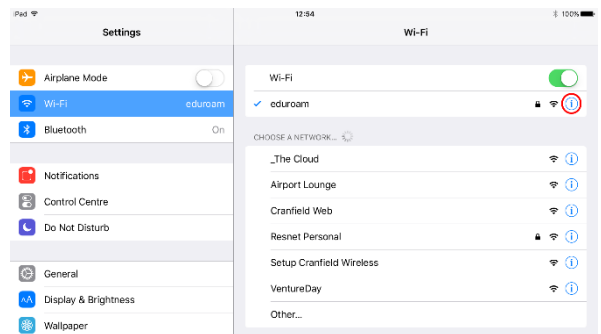 iPad 12:54 100%
Settings Wi-Fi
Airplane Mode
Wi-Fi eduroam
Bluetooth On
Notifications
Control Centre
Do Not Disturb
General
Display & Brightness
AA
Wallpaper
Wi-Fi
eduroam
CHOOSE A NETWORK...
_The Cloud
Airport Lounge
Cranfield Web
Resnet Personal
Setup Cranfield Wireless
VentureDay
Other...